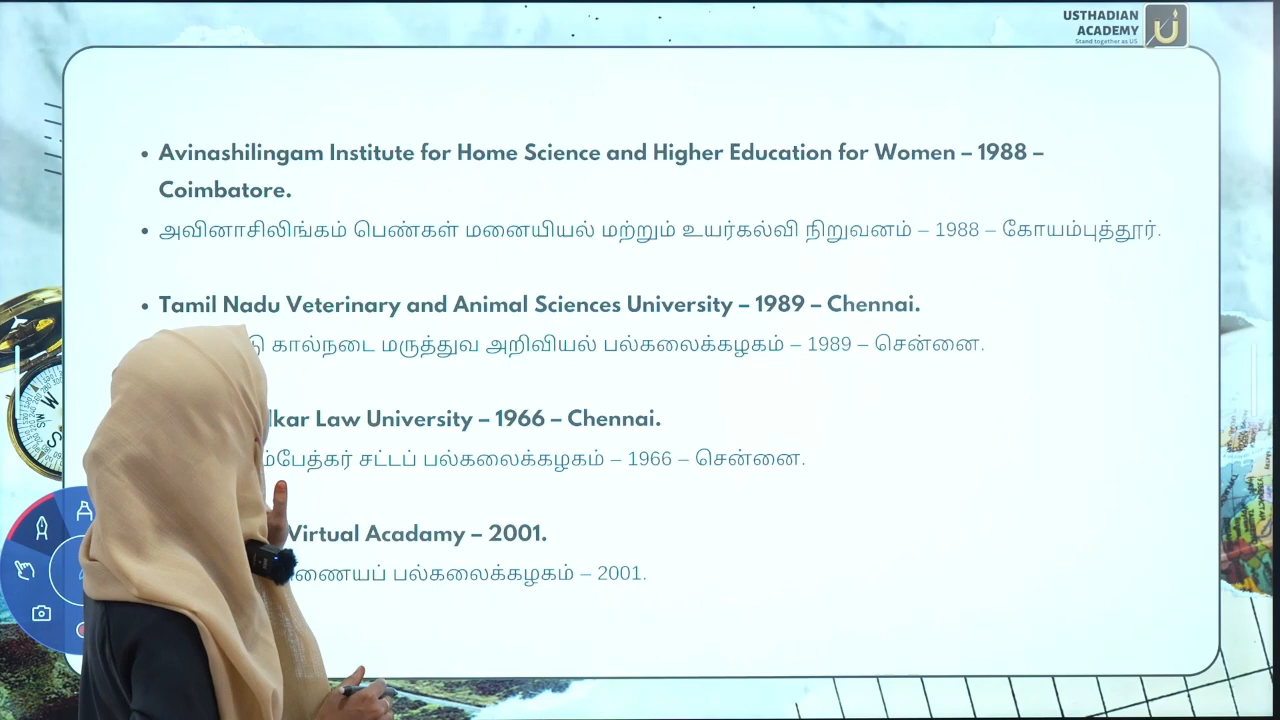 USTHADIAN
ACADEMY
Stand together as US
• Avinashilingam Institute for Home Science and Higher Education for Women – 1988 –
Coimbatore.
• அவினாசிலிங்கம் பெண்கள் மனையியல் மற்றும் உயர்கல்வி நிறுவனம் – 1988 – கோயம்புத்தூர்.
• Tamil Nadu Veterinary and Animal Sciences University – 1989 – Chennai.
கால்நடை மருத்துவ அறிவியல் பல்கலைக்கழகம் – 1989 – சென்னை.
Law University – 1966 – Chennai.
சட்டப் பல்கலைக்கழகம் – 1966 – சென்னை.
Virtual Acadamy – 2001.
பல்கலைக்கழகம் – 2001.